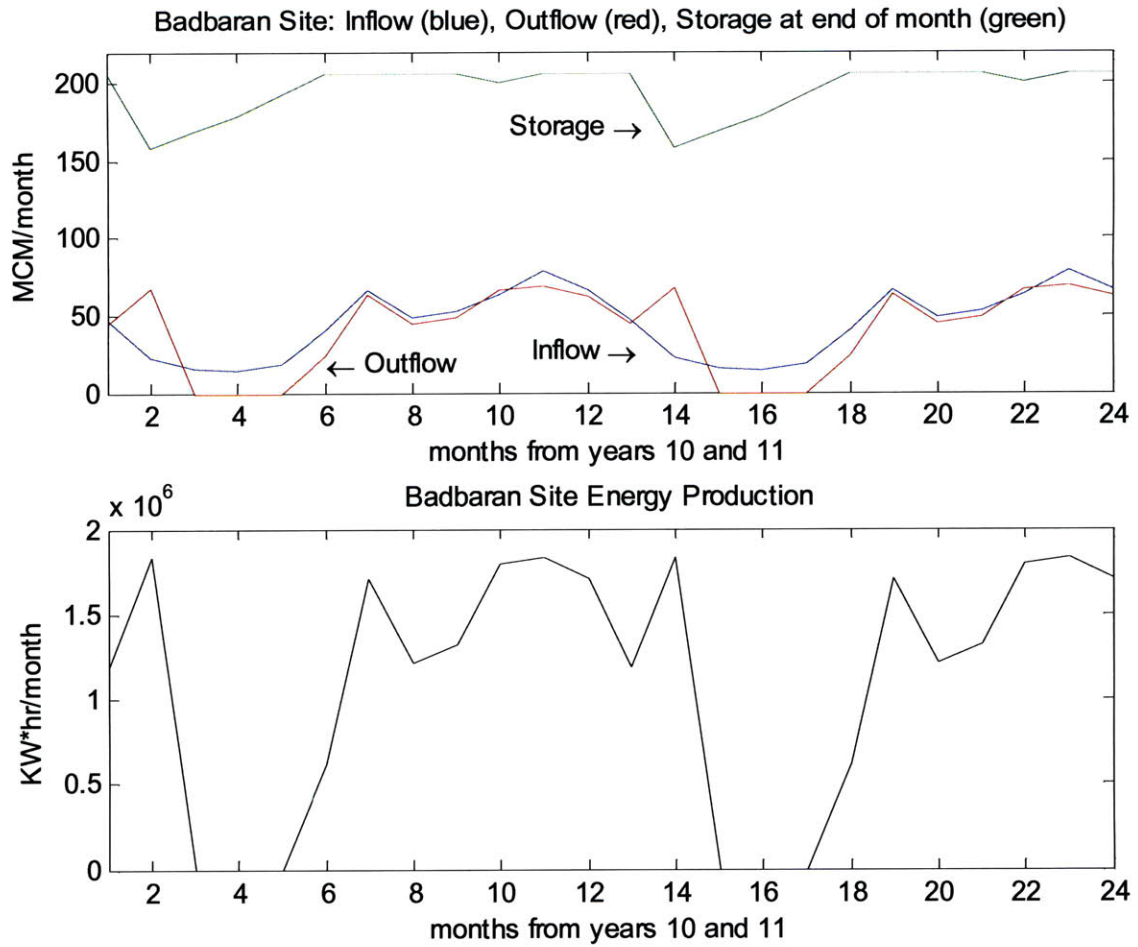 Badbaran Site: Inflow (blue), Outflow (red), Storage at end of month (green)
200
150
100
50
0
MCM/month
Storage →
Inflow →
← Outflow
2 4 6 8 10 12 14 16 18 20 22 24
months from years 10 and 11
x 10^6
Badbaran Site Energy Production
2
1.5
1
0.5
0
KW*hr/month
2 4 6 8 10 12 14 16 18 20 22 24
months from years 10 and 11